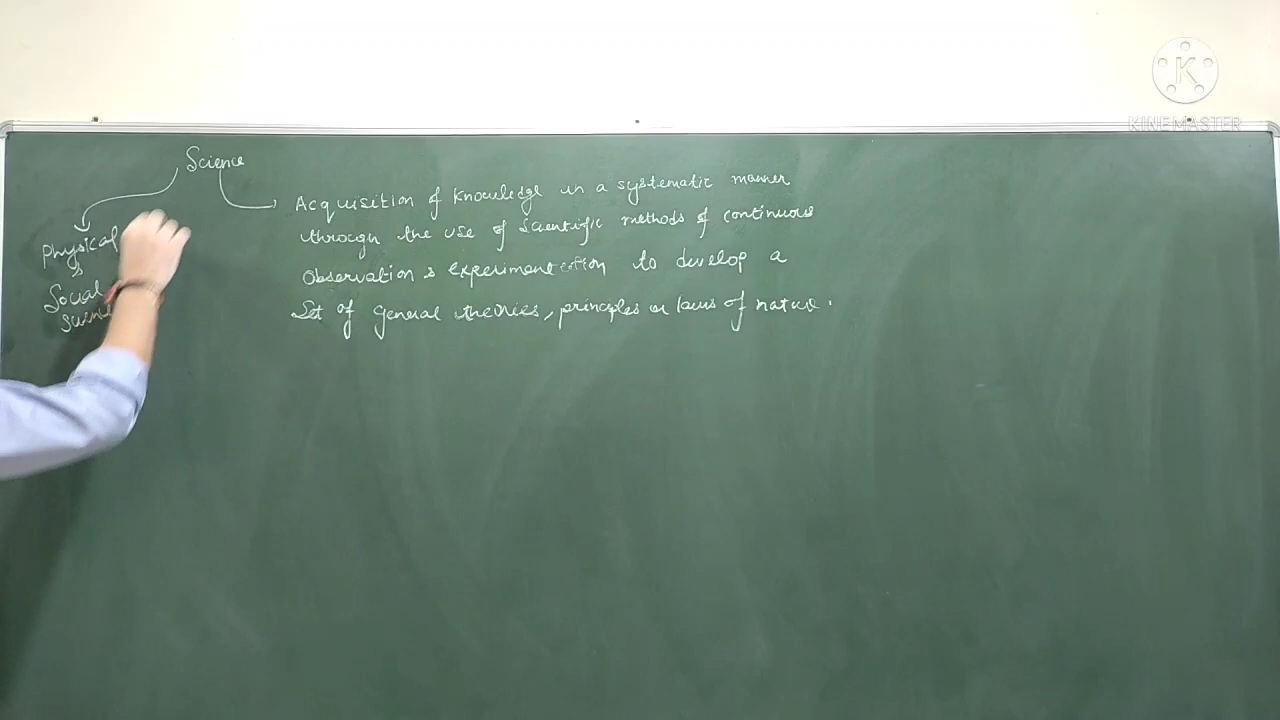 Science
Acquisition of knowledge in a systematic manner
through the use of scientific methods of continuous
Observation & experimentation to develop a
Set of general theories, principles or laws of nature.
Physical
&
Social
K
KINEMASTER